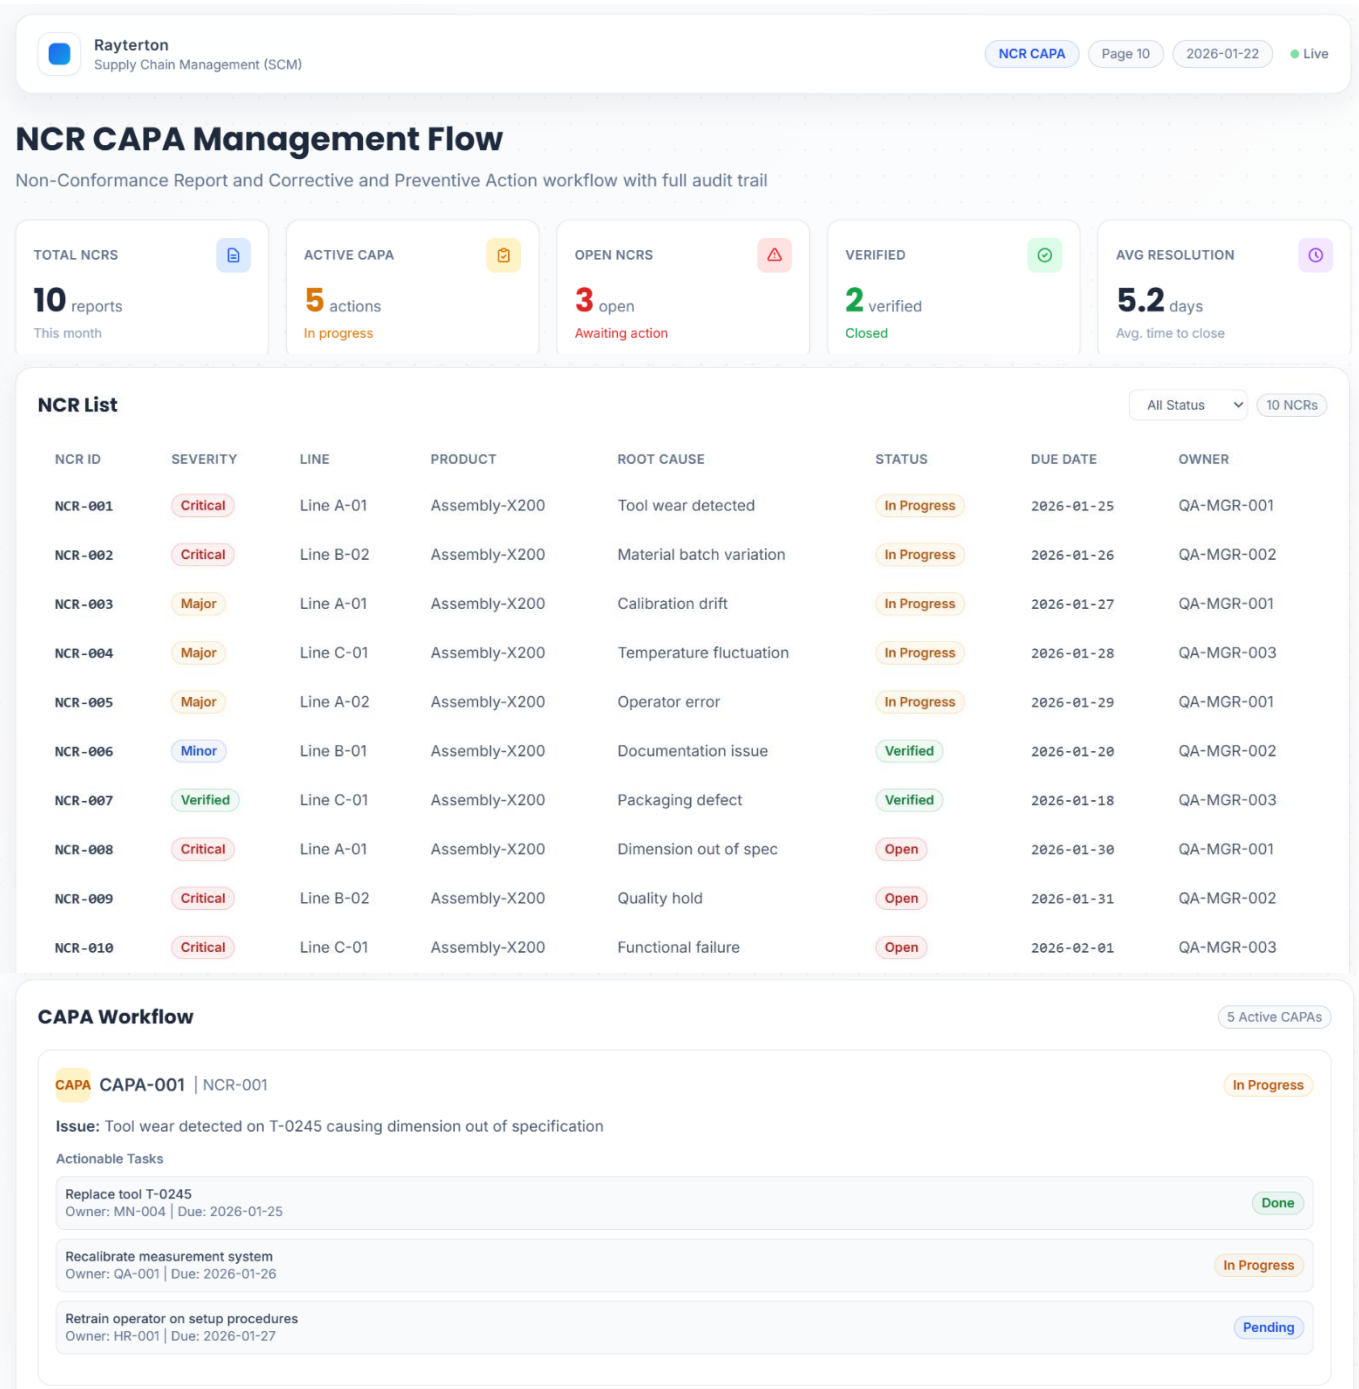 Rayterton
Supply Chain Management (SCM)
NCR CAPA
Page 10
2026-01-22
Live
NCR CAPA Management Flow
Non-Conformance Report and Corrective and Preventive Action workflow with full audit trail
TOTAL NCRS
10 reports
This month
ACTIVE CAPA
5 actions
In progress
OPEN NCRS
3 open
Awaiting action
VERIFIED
2 verified
Closed
AVG RESOLUTION
5.2 days
Avg. time to close
NCR List
All Status
10 NCRs
NCR ID SEVERITY LINE PRODUCT ROOT CAUSE STATUS DUE DATE OWNER
NCR-001 Critical Line A-01 Assembly-X200 Tool wear detected In Progress 2026-01-25 QA-MGR-001
NCR-002 Critical Line B-02 Assembly-X200 Material batch variation In Progress 2026-01-26 QA-MGR-002
NCR-003 Major Line A-01 Assembly-X200 Calibration drift In Progress 2026-01-27 QA-MGR-001
NCR-004 Major Line C-01 Assembly-X200 Temperature fluctuation In Progress 2026-01-28 QA-MGR-003
NCR-005 Major Line A-02 Assembly-X200 Operator error In Progress 2026-01-29 QA-MGR-001
NCR-006 Minor Line B-01 Assembly-X200 Documentation issue Verified 2026-01-20 QA-MGR-002
NCR-007 Verified Line C-01 Assembly-X200 Packaging defect Verified 2026-01-18 QA-MGR-003
NCR-008 Critical Line A-01 Assembly-X200 Dimension out of spec Open 2026-01-30 QA-MGR-001
NCR-009 Critical Line B-02 Assembly-X200 Quality hold Open 2026-01-31 QA-MGR-002
NCR-010 Critical Line C-01 Assembly-X200 Functional failure Open 2026-02-01 QA-MGR-003
CAPA Workflow
5 Active CAPAs
CAPA CAPA-001 | NCR-001
In Progress
Issue: Tool wear detected on T-0245 causing dimension out of specification
Actionable Tasks
Replace tool T-0245
Owner: MN-004 | Due: 2026-01-25
Done
Recalibrate measurement system
Owner: QA-001 | Due: 2026-01-26
In Progress
Retrain operator on setup procedures
Owner: HR-001 | Due: 2026-01-27
Pending